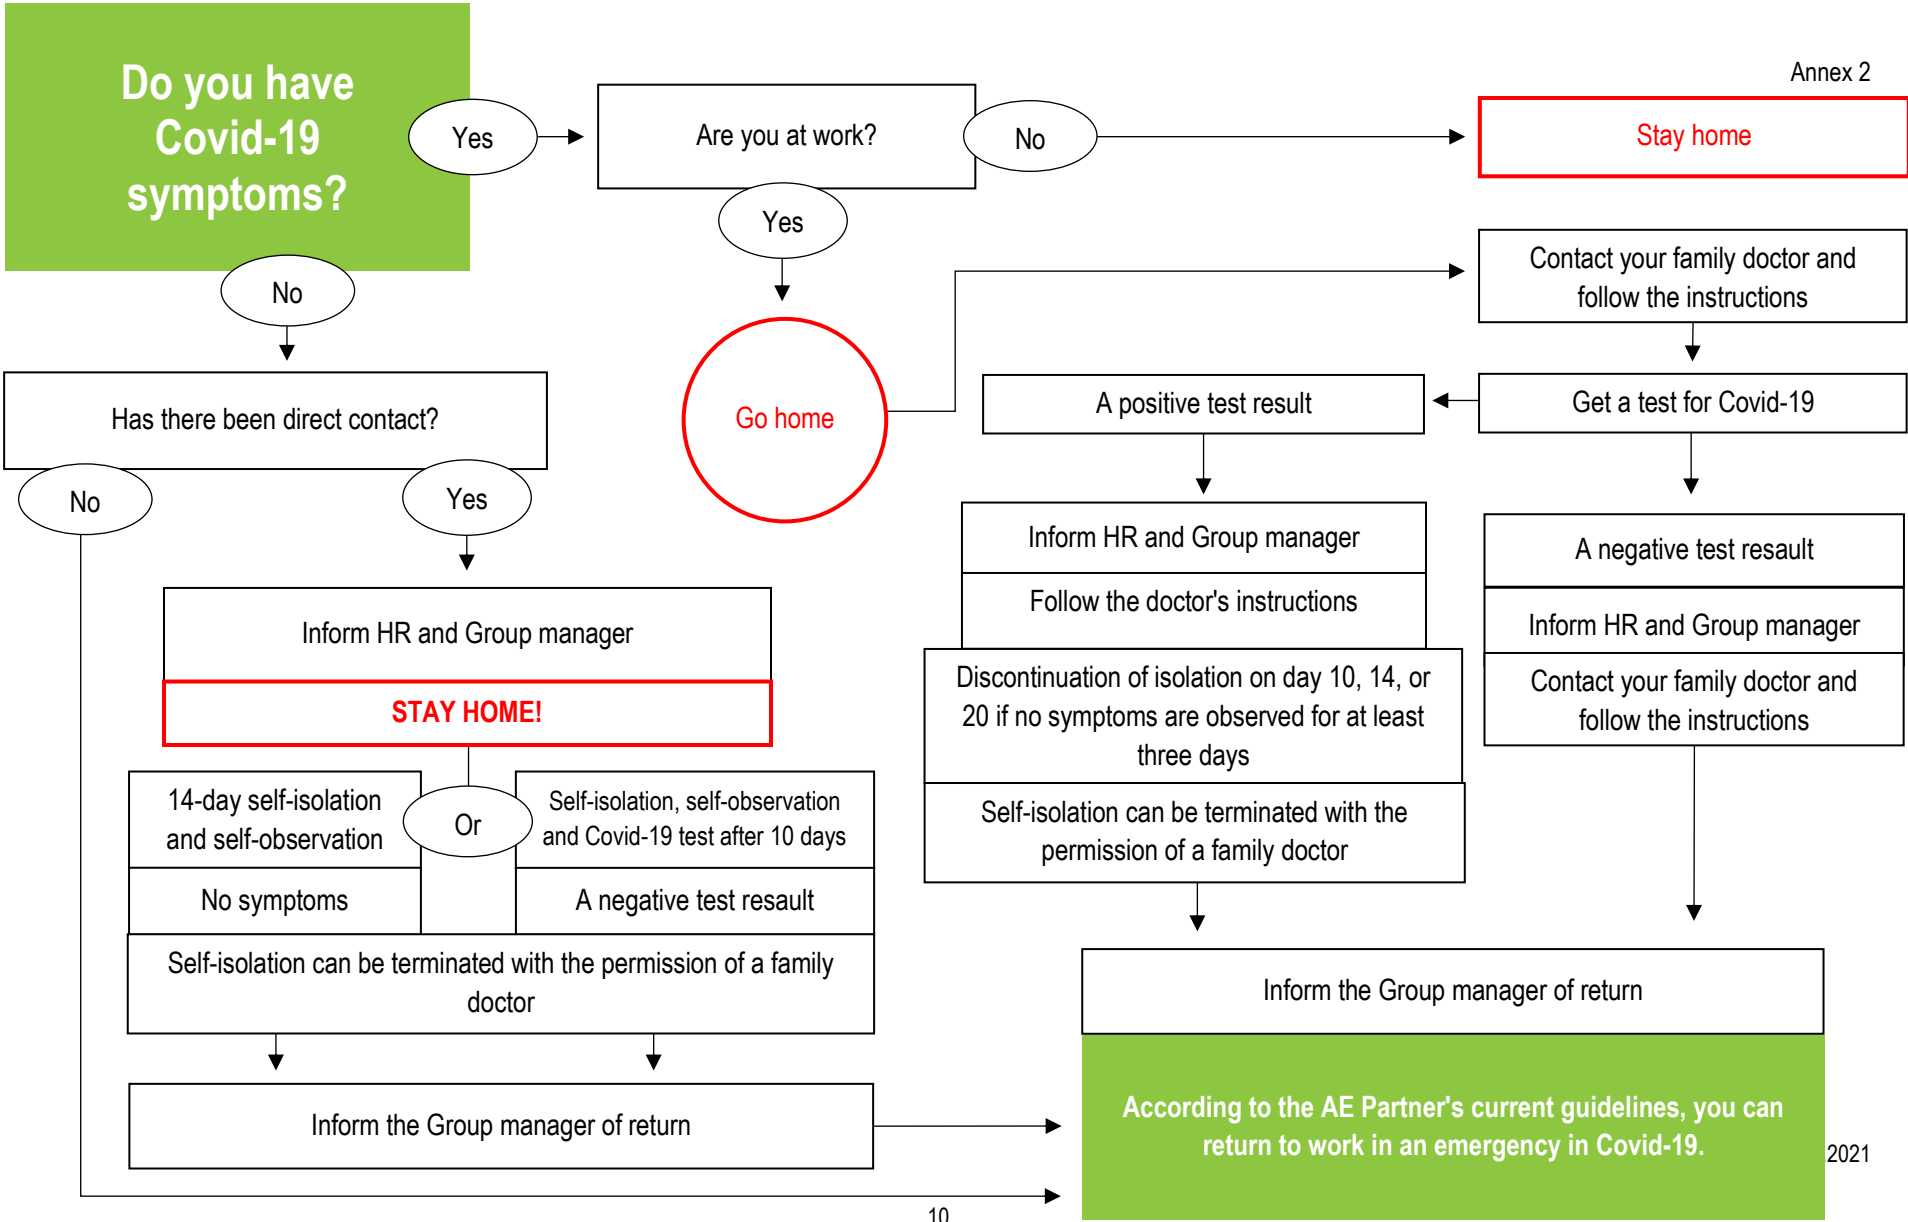 Annex 2
Do you have
Covid-19
symptoms?
Yes
Are you at work?
No
Stay home
Yes
No
Contact your family doctor and
follow the instructions
Has there been direct contact?
Go home
A positive test result
Get a test for Covid-19
No
Yes
Inform HR and Group manager
Follow the doctor's instructions
Discontinuation of isolation on day 10, 14, or
20 if no symptoms are observed for at least
three days
Self-isolation can be terminated with the
permission of a family doctor
A negative test resault
Inform HR and Group manager
Contact your family doctor and
follow the instructions
Inform HR and Group manager
STAY HOME!
14-day self-isolation
and self-observation
Or
Self-isolation, self-observation
and Covid-19 test after 10 days
No symptoms
A negative test resault
Self-isolation can be terminated with the permission of a family
doctor
Inform the Group manager of return
Inform the Group manager of return
According to the AE Partner's current guidelines, you can
return to work in an emergency in Covid-19.
2021
10